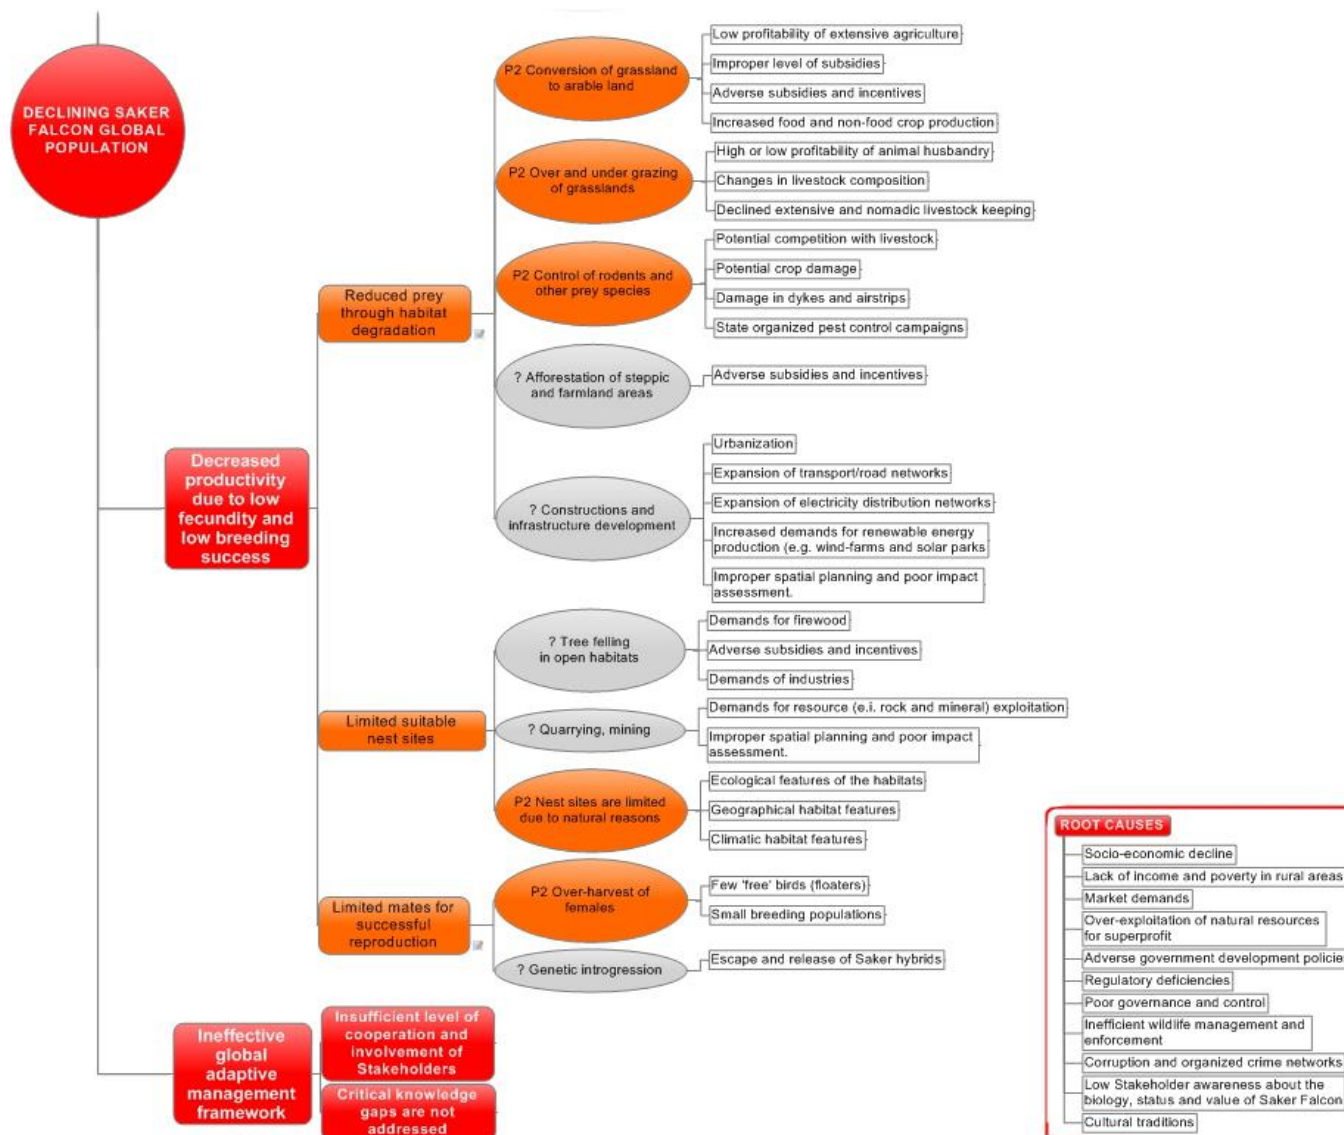 DECLINING SAKER
FALCON GLOBAL
POPULATION
Decreased
productivity
due to low
fecundity and
low breeding
success
Reduced prey
through habitat
degradation
P2 Conversion of grassland
to arable land
Low profitability of extensive agriculture
Improper level of subsidies
Adverse subsidies and incentives
Increased food and non-food crop production
P2 Over and under grazing
of grasslands
High or low profitability of animal husbandry
Changes in livestock composition
Declined extensive and nomadic livestock keeping
P2 Control of rodents and
other prey species
Potential competition with livestock
Potential crop damage
Damage in dykes and airstrips
State organized pest control campaigns
? Afforestation of steppic
and farmland areas
Adverse subsidies and incentives
? Constructions and
infrastructure development
Urbanization
Expansion of transport/road networks
Expansion of electricity distribution networks
Increased demands for renewable energy
production (e.g. wind-farms and solar parks
Improper spatial planning and poor impact
assessment.
Limited suitable
nest sites
? Tree felling
in open habitats
Demands for firewood
Adverse subsidies and incentives
Demands of industries
? Quarrying, mining
Demands for resource (e.i. rock and mineral) exploitation
Improper spatial planning and poor impact
assessment.
P2 Nest sites are limited
due to natural reasons
Ecological features of the habitats
Geographical habitat features
Climatic habitat features
Limited mates for
successful
reproduction
P2 Over-harvest of
females
Few 'free' birds (floaters)
Small breeding populations
? Genetic introgression
Escape and release of Saker hybrids
Ineffective
global
adaptive
management
framework
Insufficient level of
cooperation and
involvement of
Stakeholders
Critical knowledge
gaps are not
addressed
ROOT CAUSES
Socio-economic decline
Lack of income and poverty in rural areas
Market demands
Over-exploitation of natural resources
for superprofit
Adverse government development policies
Regulatory deficiencies
Poor governance and control
Inefficient wildlife management and
enforcement
Corruption and organized crime networks
Low Stakeholder awareness about the
biology, status and value of Saker Falcon
Cultural traditions